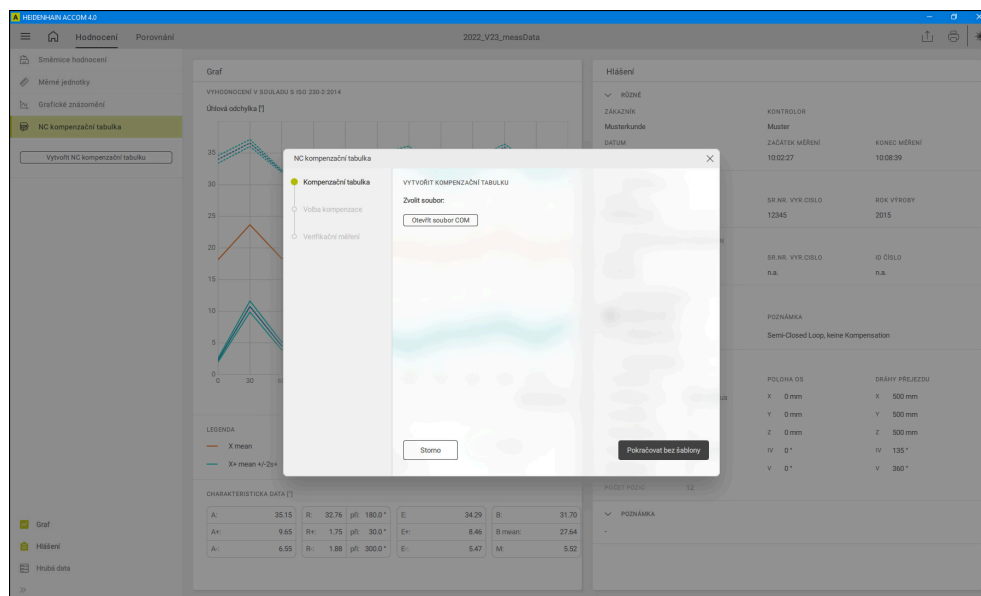 HEIDENHAIN ACCOM 4.0
Hodnocení Porovnání 2022_V23_measData
Směrnice hodnocení
Měrné jednotky
Grafické znázornění
NC kompenzační tabulka
Vytvořit NC kompenzační tabulku
Graf
Hlášení
Hrubá data
Graf
VYHODNOCENÍ V SOULADU S ISO 230-2:2014
Úhlová odchylka ["]
35
30
25
20
15
10
5
0
0 30
LEGENDA
X mean
X+ mean +/-2s+
CHARAKTERISTICKA DATA ["]
A: 35.15 R: 32.76 při: 180.0 ° E: 34.29 B: 31.70
A+: 9.65 R+: 1.75 při: 30.0 ° E+: 8.46 B mean: 27.64
A-: 6.55 R-: 1.88 při: 300.0 ° E-: 5.47 M: 5.52
NC kompenzační tabulka
Kompenzační tabulka
Volba kompenzace
Verifikační měření
VYTVOŘIT KOMPENZAČNÍ TABULKU
Zvolit soubor:
Otevřít soubor COM
Storno
Pokračovat bez šablony
Hlášení
RŮZNÉ
ZÁKAZNÍK KONTROLOR
Musterkunde Muster
DATUM ZAČÁTEK MĚŘENÍ KONEC MĚŘENÍ
10:02:27 10:08:39
SR.NR. VYR.CISLO ROK VÝROBY
12345 2015
SR.NR. VYR.CISLO ID ČÍSLO
n.a. n.a.
POZNÁMKA
Semi-Closed Loop, keine Kompensation
POLOHA OS DRÁHY PŘEJEZDU
X 0 mm X 500 mm
Y 0 mm Y 500 mm
Z 0 mm Z 500 mm
IV 0 ° IV 135 °
V 0 ° V 360 °
POČET POZIC 12
POZNÁMKA
-